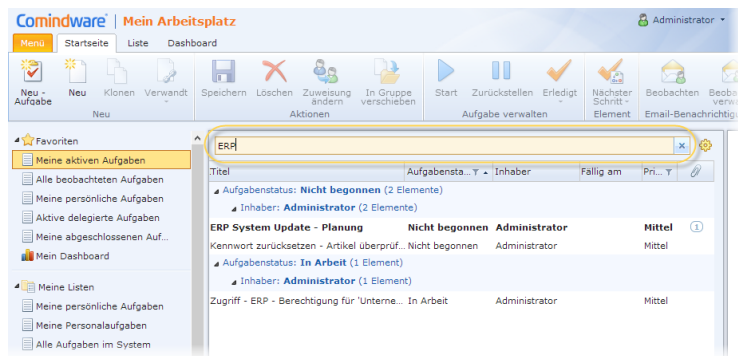 Comindware | Mein Arbeitsplatz
Administrator
Menü Startseite Liste Dashboard
Neu - Aufgabe Neu Klonen Verwandt
Neu
Speichern Löschen Zuweisung ändern In Gruppe verschieben
Aktionen
Start Zurückstellen Erledigt
Aufgabe verwalten
Nächster Schritt -
Element
Beobachten
Email-Benachrichtig
Favoriten
Meine aktiven Aufgaben
Alle beobachteten Aufgaben
Meine persönliche Aufgaben
Aktive delegierte Aufgaben
Meine abgeschlossenen Auf...
Mein Dashboard
Meine Listen
Meine persönliche Aufgaben
Meine Personalaufgaben
Alle Aufgaben im System
ERP
Titel Aufgabensta... Inhaber Fällig am Pri...
Aufgabenstatus: Nicht begonnen (2 Elemente)
Inhaber: Administrator (2 Elemente)
ERP System Update - Planung Nicht begonnen Administrator Mittel 1
Kennwort zurücksetzen - Artikel überprüf... Nicht begonnen Administrator Mittel
Aufgabenstatus: In Arbeit (1 Element)
Inhaber: Administrator (1 Element)
Zugriff - ERP - Berechtigung für 'Unterne... In Arbeit Administrator Mittel